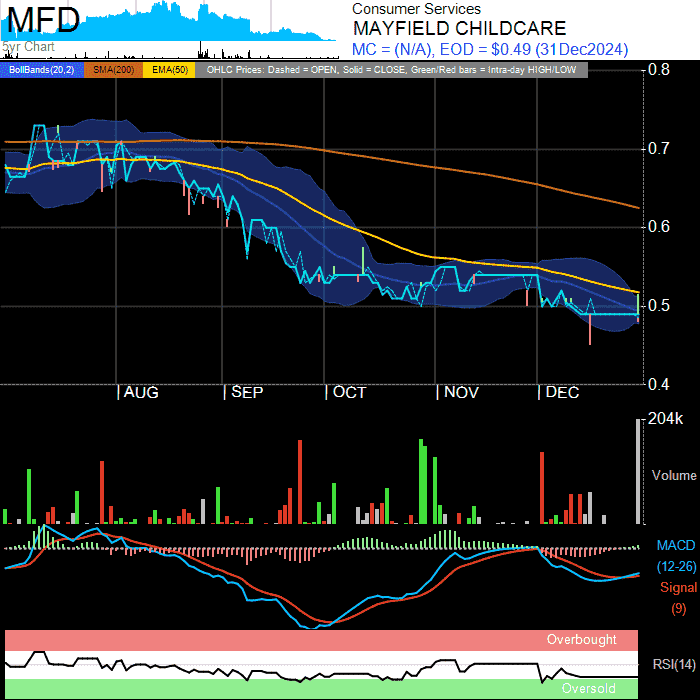 MFD
5yr Chart
Consumer Services
MAYFIELD CHILDCARE
MC = (N/A), EOD = $0.49 (31Dec2024)
BollBands(20,2) SMA(200) EMA(50) OHLC Prices: Dashed = OPEN, Solid = CLOSE, Green/Red bars = Intra-day HIGH/LOW
0.8
0.7
0.6
0.5
0.4
AUG SEP OCT NOV DEC
204k
Volume
MACD
(12-26)
Signal
(9)
Overbought
RSI(14)
Oversold